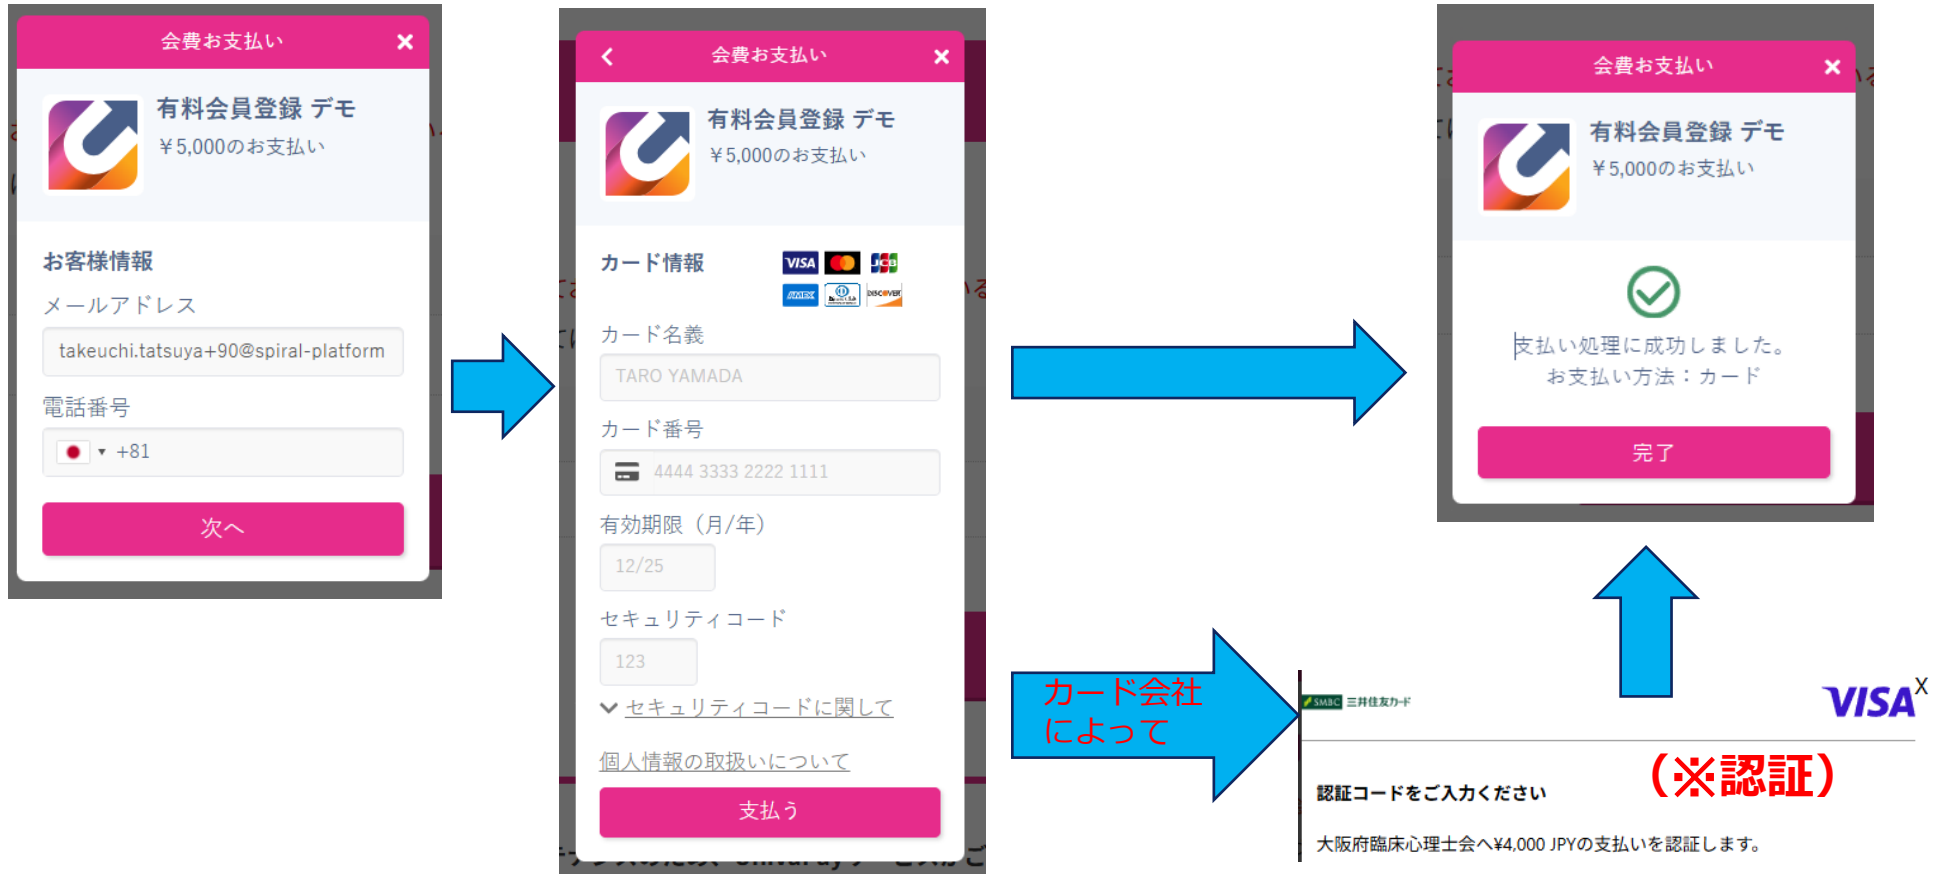 会費お支払い
有料会員登録 デモ
¥5,000のお支払い
お客様情報
メールアドレス
takeuchi.tatsuya+90@spiral-platform
電話番号
+81
次へ
会費お支払い
有料会員登録 デモ
¥5,000のお支払い
カード情報
VISA
JCB
AMEX
DISCOVER
カード名義
TARO YAMADA
カード番号
4444 3333 2222 1111
有効期限（月/年）
12/25
セキュリティコード
123
セキュリティコードに関して
個人情報の取扱いについて
支払う
会費お支払い
有料会員登録 デモ
¥5,000のお支払い
支払い処理に成功しました。
お支払い方法：カード
完了
カード会社
によって
SMBC 三井住友カード
VISA
X
（※認証）
認証コードをご入力ください
大阪府臨床心理士会へ¥4,000 JPYの支払いを認証します。